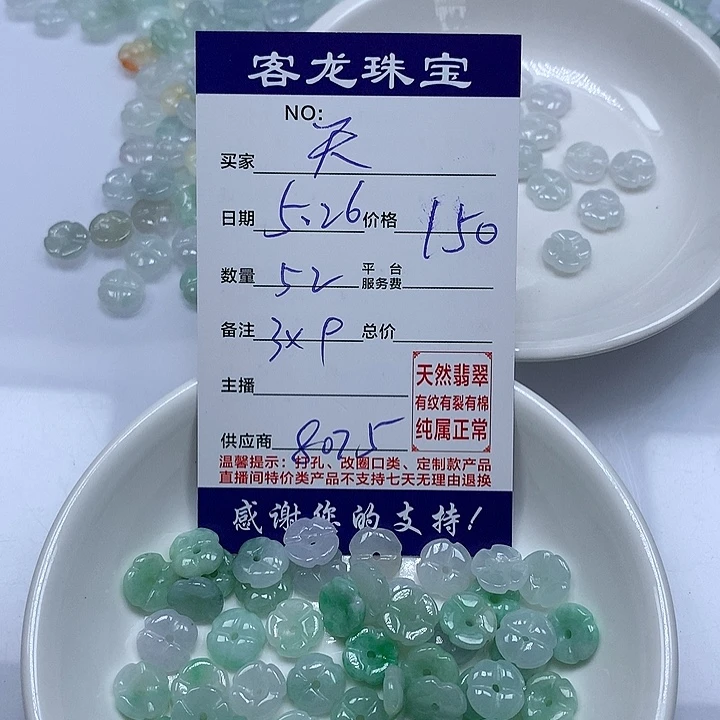 客龙珠宝
NO:
买家 天
日期 5.26 价格 150
数量 52 平台服务费
备注 3×9 总价
主播
天然翡翠
有纹有裂有棉
纯属正常
供应商 8025
温馨提示：打孔、改圈口类、定制款产品
直播间特价类产品不支持七天无理由退换
感谢您的支持!